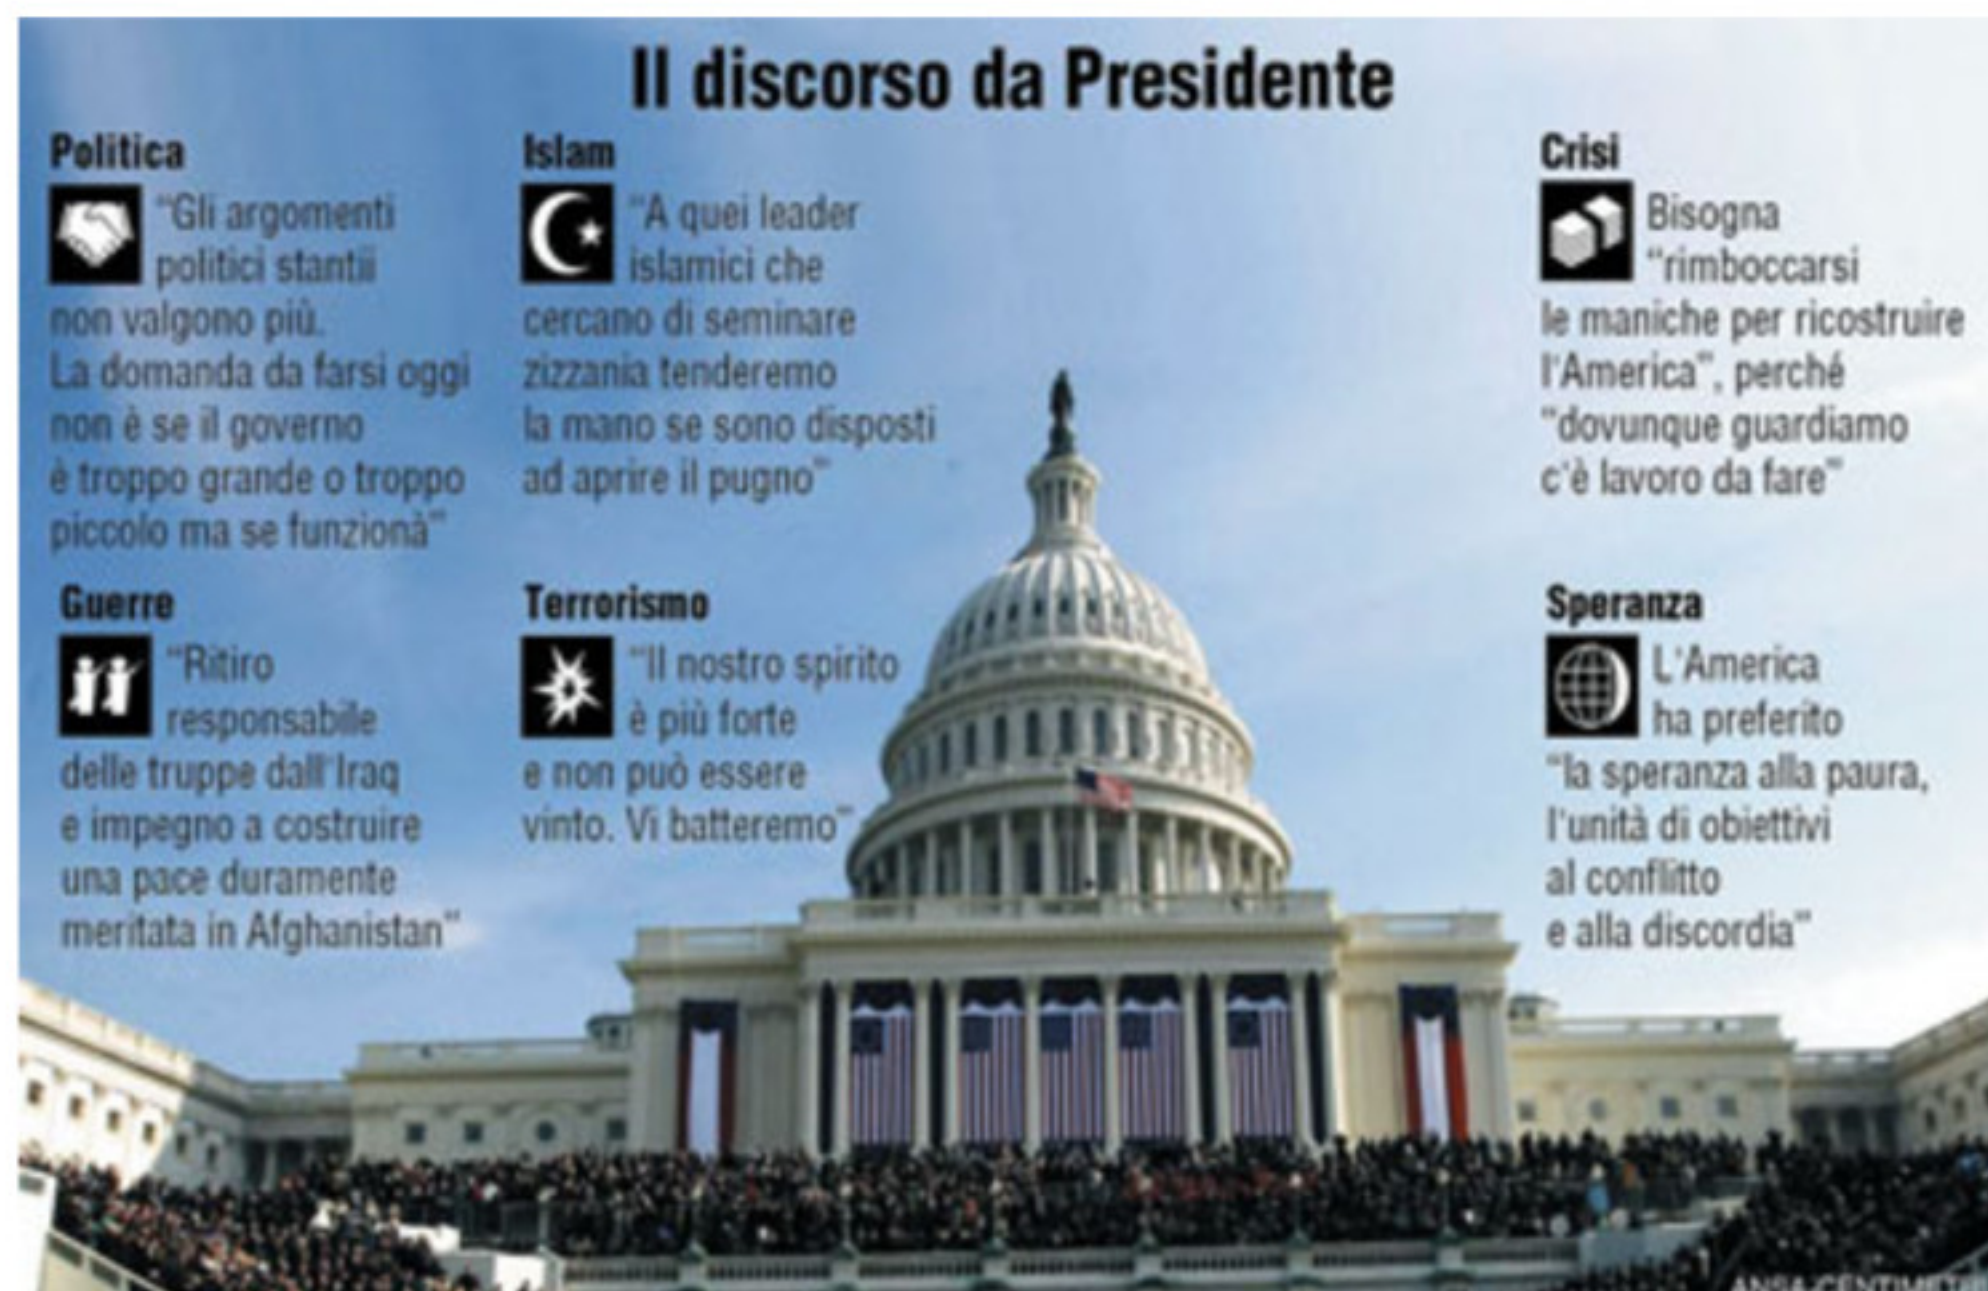 Il discorso da Presidente
Politica
“Gli argomenti
politici stantii
non valgono più.
La domanda da farsi oggi
non è se il governo
è troppo grande o troppo
piccolo ma se funzionà”
Islam
“A quei leader
islamici che
cercano di seminare
zizzania tenderemo
la mano se sono disposti
ad aprire il pugno”
Crisi
Bisogna
“rimboccarsi
le maniche per ricostruire
l'America”, perché
“dovunque guardiamo
c'è lavoro da fare”
Guerre
“Ritiro
responsabile
delle truppe dall'Iraq
e impegno a costruire
una pace duramente
meritata in Afghanistan”
Terrorismo
“Il nostro spirito
è più forte
e non può essere
vinto. Vi batteremo”
Speranza
L'America
ha preferito
“la speranza alla paura,
l'unità di obiettivi
al conflitto
e alla discordia”